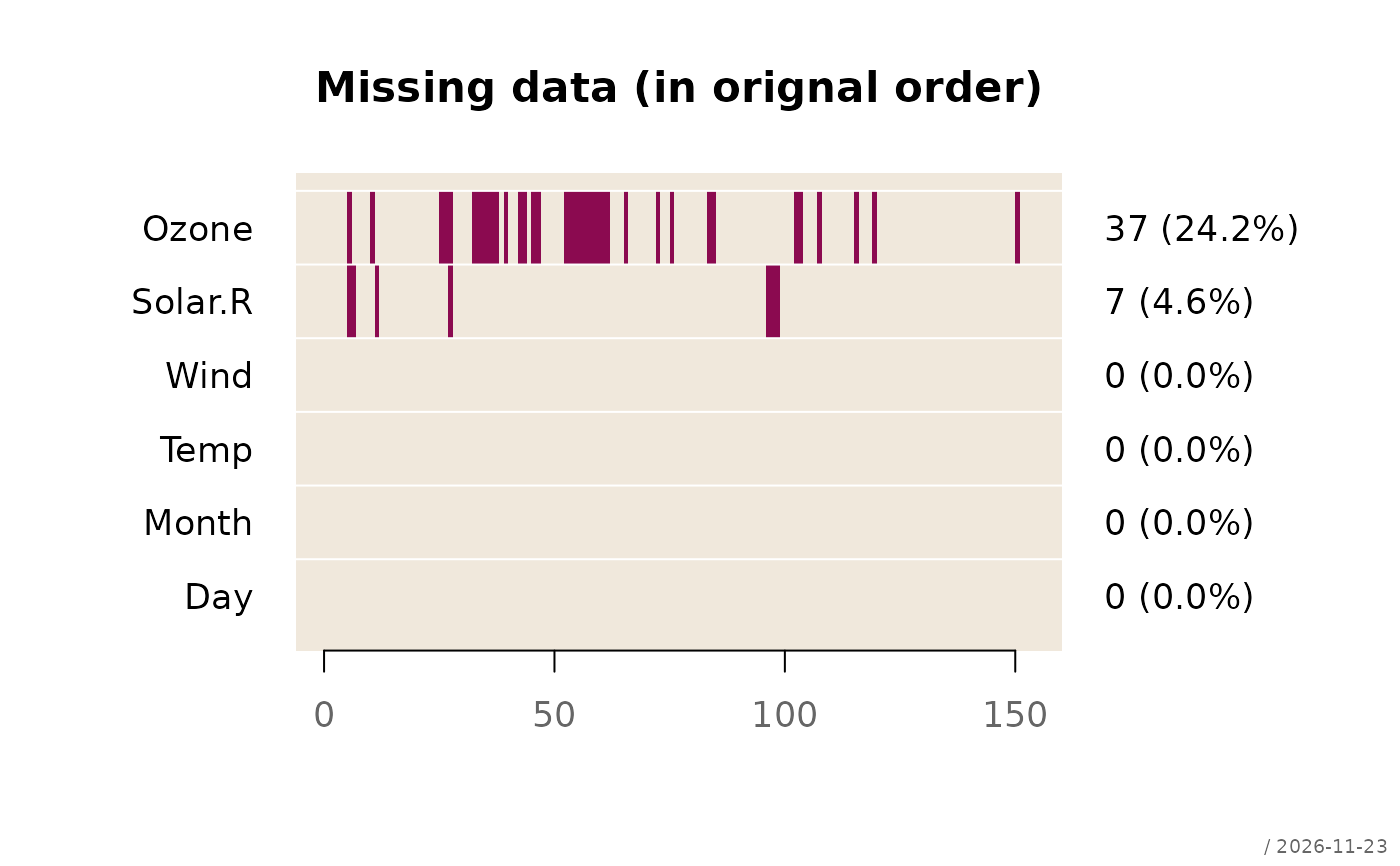 Missing data (in orignal order)
Ozone 37 (24.2%)
Solar.R 7 (4.6%)
Wind 0 (0.0%)
Temp 0 (0.0%)
Month 0 (0.0%)
Day 0 (0.0%)
0 50 100 150
/ 2026-11-23